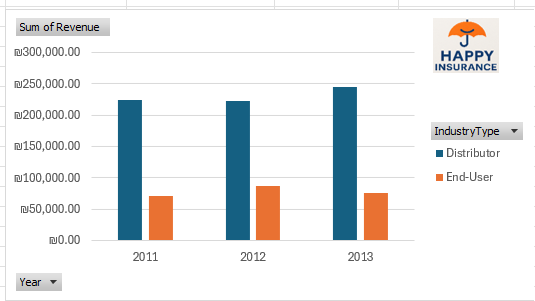 Sum of Revenue
HAPPY
INSURANCE
₪300,000.00
₪250,000.00
₪200,000.00
₪150,000.00
₪100,000.00
₪50,000.00
₪0.00
2011 2012 2013
IndustryType
Distributor
End-User
Year